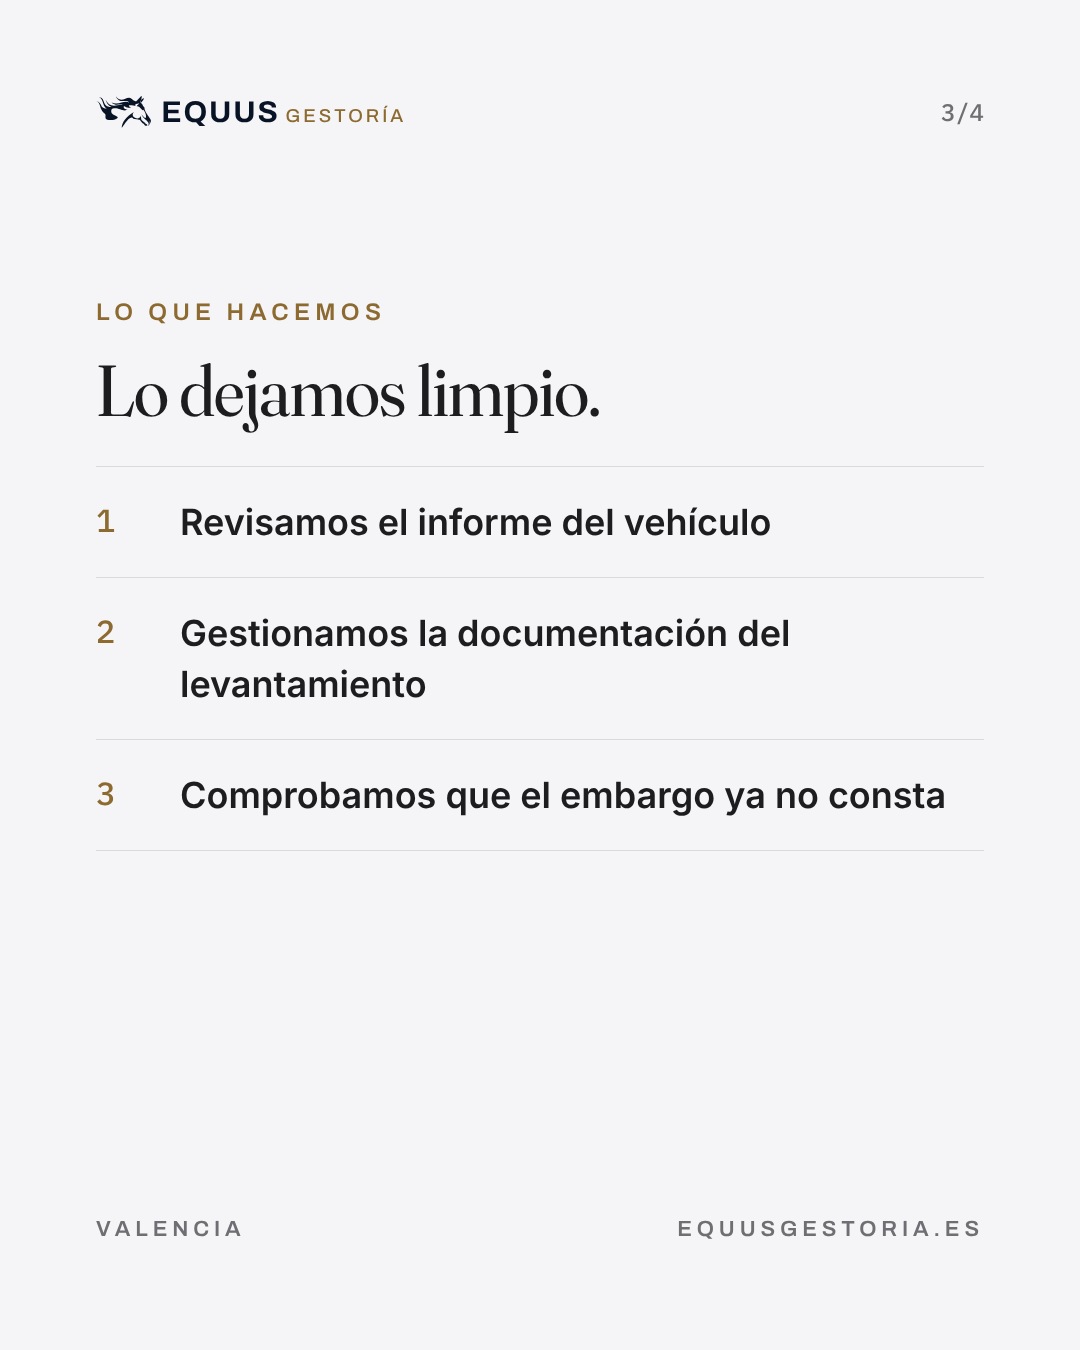 EQUUS GESTORÍA
3/4
LO QUE HACEMOS
Lo dejamos limpio.
1 Revisamos el informe del vehículo
2 Gestionamos la documentación del
levantamiento
3 Comprobamos que el embargo ya no consta
VALENCIA
EQUUSGESTORIA.ES